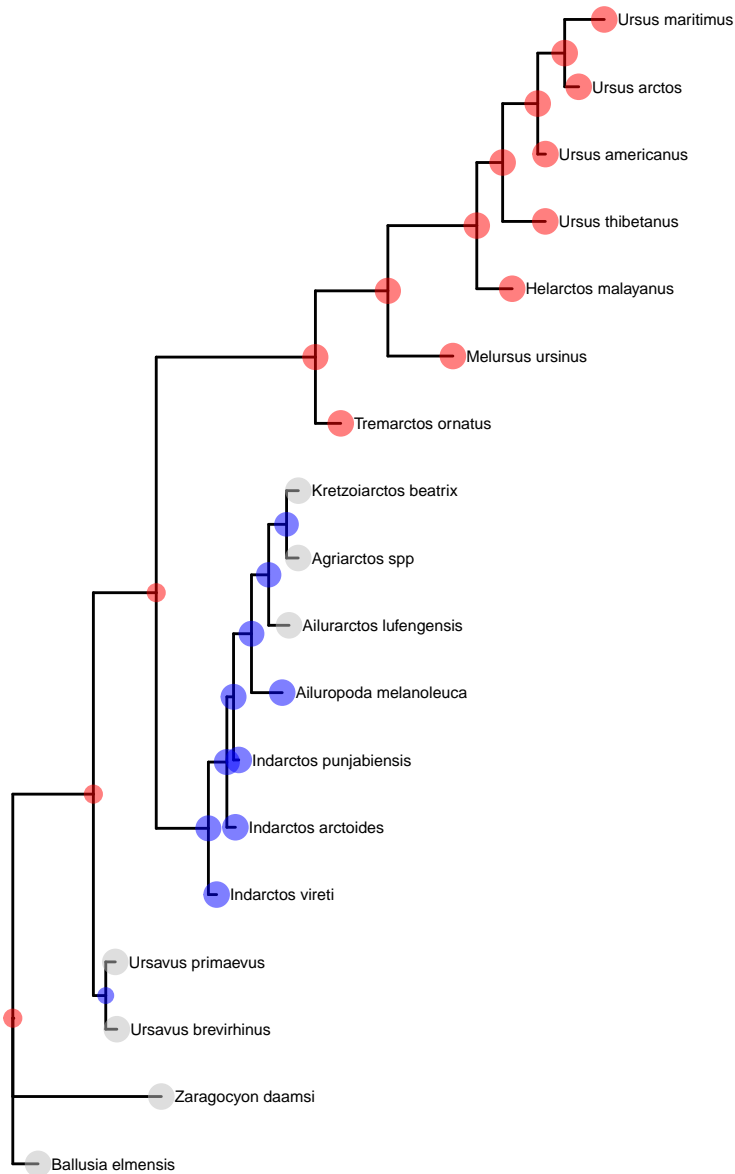 Ursus maritimus
Ursus arctos
Ursus americanus
Ursus thibetanus
Helarctos malayanus
Melursus ursinus
Tremarctos ornatus
Kretzoiarctos beatrix
Agriarctos spp
Ailurarctos lufengensis
Ailuropoda melanoleuca
Indarctos punjabiensis
Indarctos arctoides
Indarctos vireti
Ursavus primaevus
Ursavus brevirhinus
Zaragocyon daamsi
Ballusia elmensis